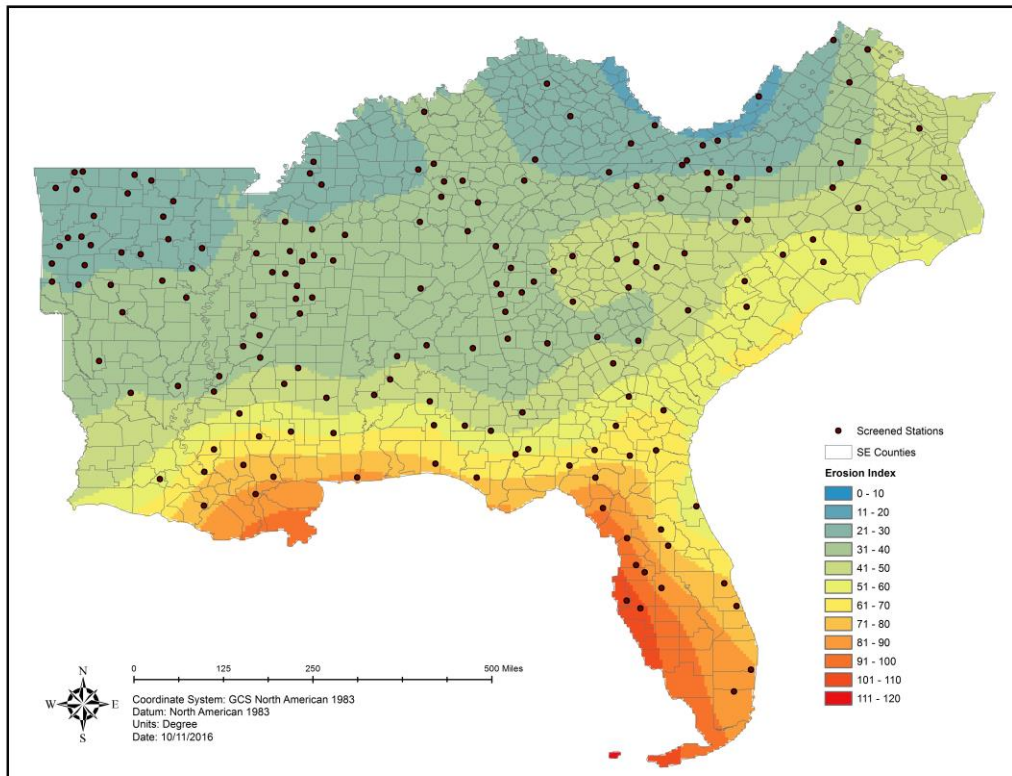 Screened Stations
SE Counties
Erosion Index
0 - 10
11 - 20
21 - 30
31 - 40
41 - 50
51 - 60
61 - 70
71 - 80
81 - 90
91 - 100
101 - 110
111 - 120
0 125 250 500 Miles
N
W E
S
Coordinate System: GCS North American 1983
Datum: North American 1983
Units: Degree
Date: 10/11/2016